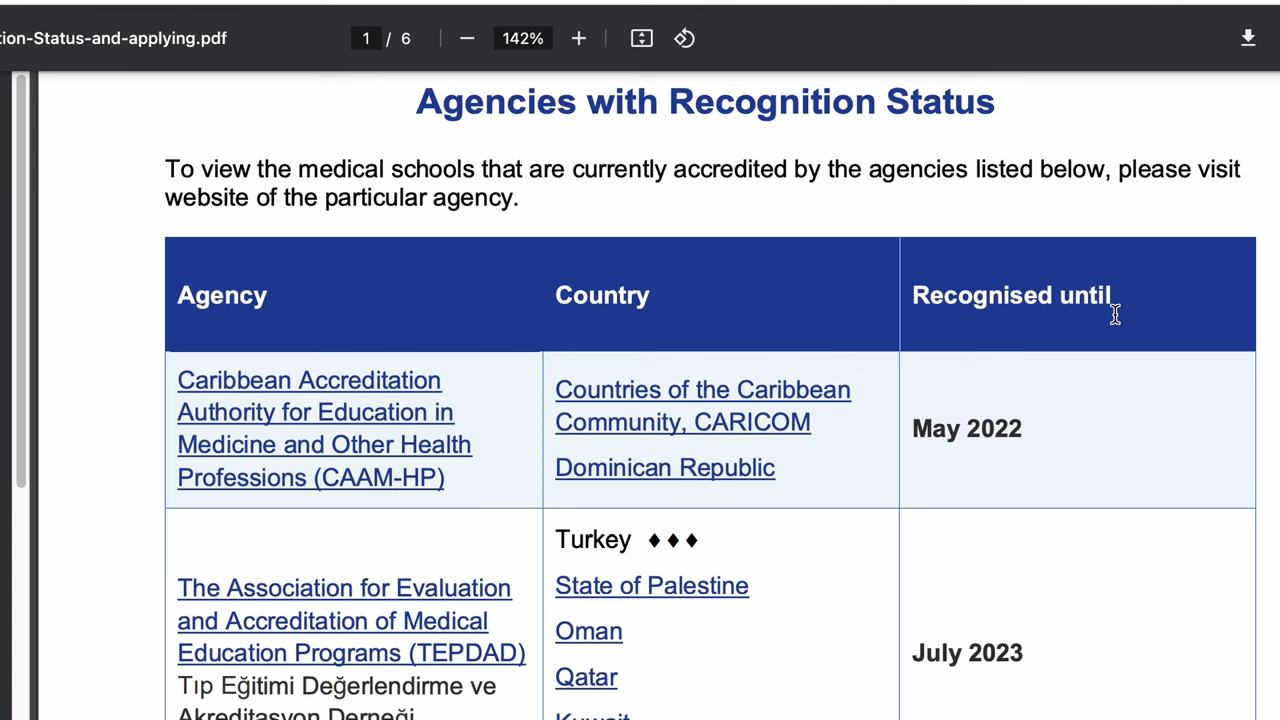 ion-Status-and-applying.pdf
1 / 6
142%
Agencies with Recognition Status
To view the medical schools that are currently accredited by the agencies listed below, please visit
website of the particular agency.
Agency
Country
Recognised until
Caribbean Accreditation
Authority for Education in
Medicine and Other Health
Professions (CAAM-HP)
Countries of the Caribbean
Community, CARICOM
Dominican Republic
May 2022
The Association for Evaluation
and Accreditation of Medical
Education Programs (TEPDAD)
Tıp Eğitimi Değerlendirme ve
Akreditasyon Derneği
Turkey ♦♦♦
State of Palestine
Oman
Qatar
Kuwait
July 2023